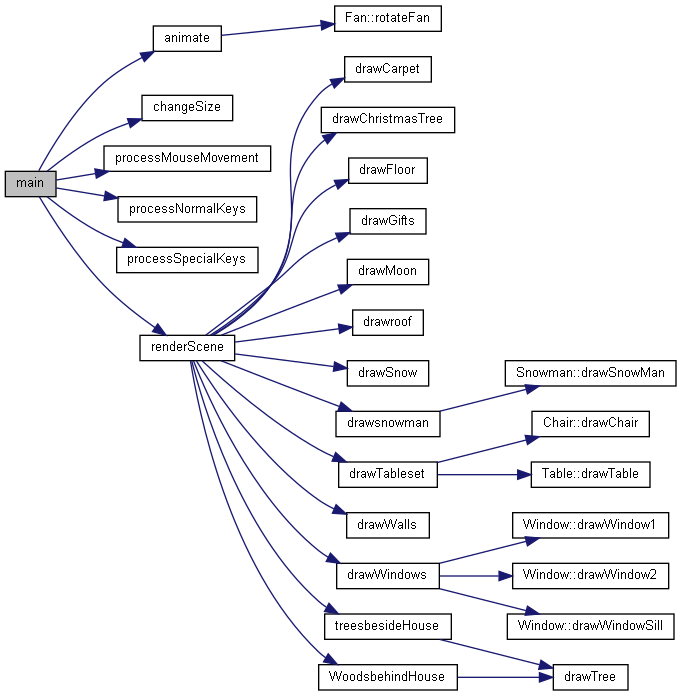 Fan::rotateFan
animate
drawCarpet
changeSize
drawChristmasTree
processMouseMovement
drawFloor
main
processNormalKeys
drawGifts
processSpecialKeys
drawMoon
drawroof
renderScene
drawSnow
Snowman::drawSnowMan
drawsnowman
Chair::drawChair
drawTableset
Table::drawTable
drawWalls
Window::drawWindow1
drawWindows
Window::drawWindow2
treesbesideHouse
Window::drawWindowSill
WoodsbehindHouse
drawTree